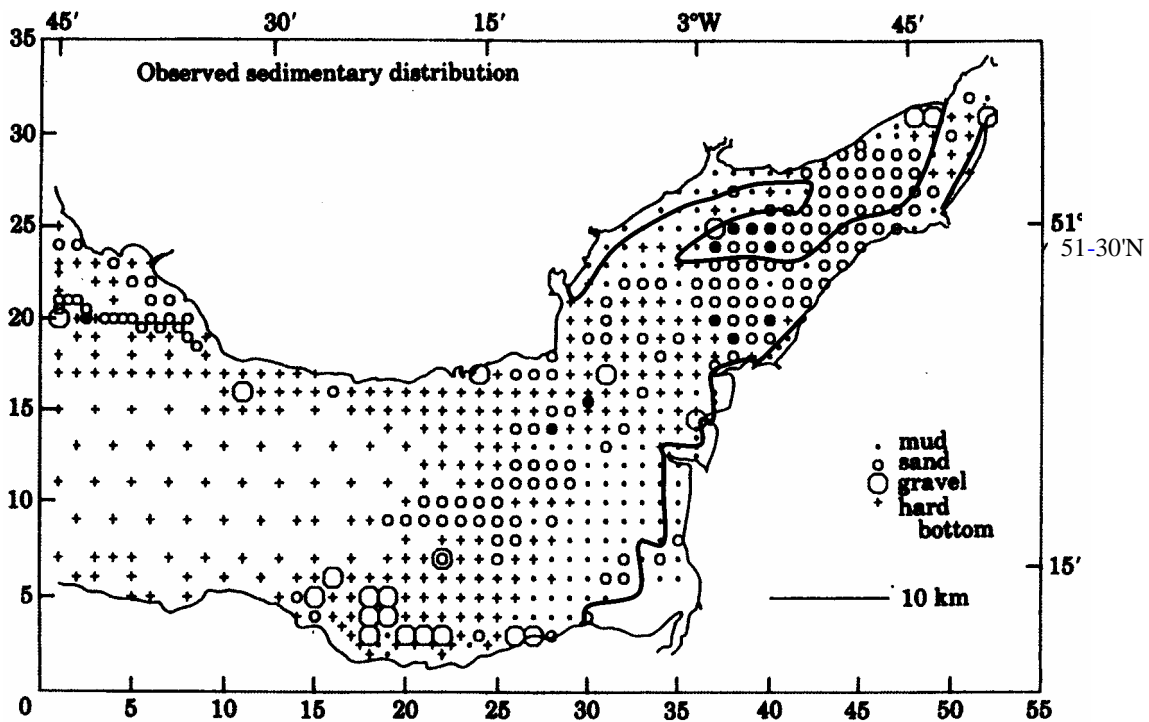 45′ 30′ 15′ 3°W 45′
35
Observed sedimentary distribution
30
25
51°
51-30'N
20
15
mud
sand
gravel
hard
bottom
10
15′
5
10 km
0
5 10 15 20 25 30 35 40 45 50 55